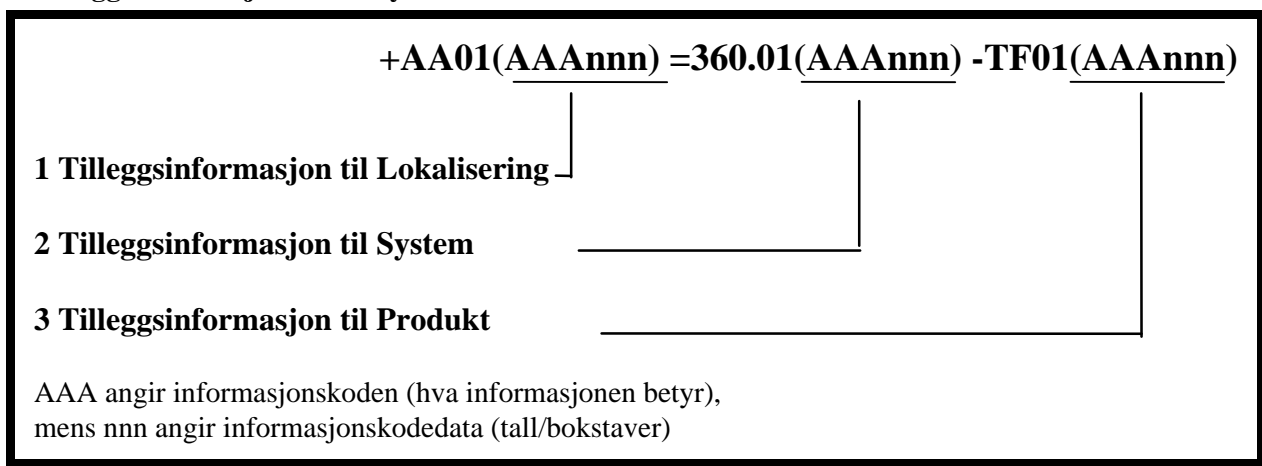 +AA01(AAAnnn) =360.01(AAAnnn) -TF01(AAAnnn)
1 Tilleggsinformasjon til Lokalisering
2 Tilleggsinformasjon til System
3 Tilleggsinformasjon til Produkt
AAA angir informasjonskoden (hva informasjonen betyr),
mens nnn angir informasjonskodedata (tall/bokstaver)